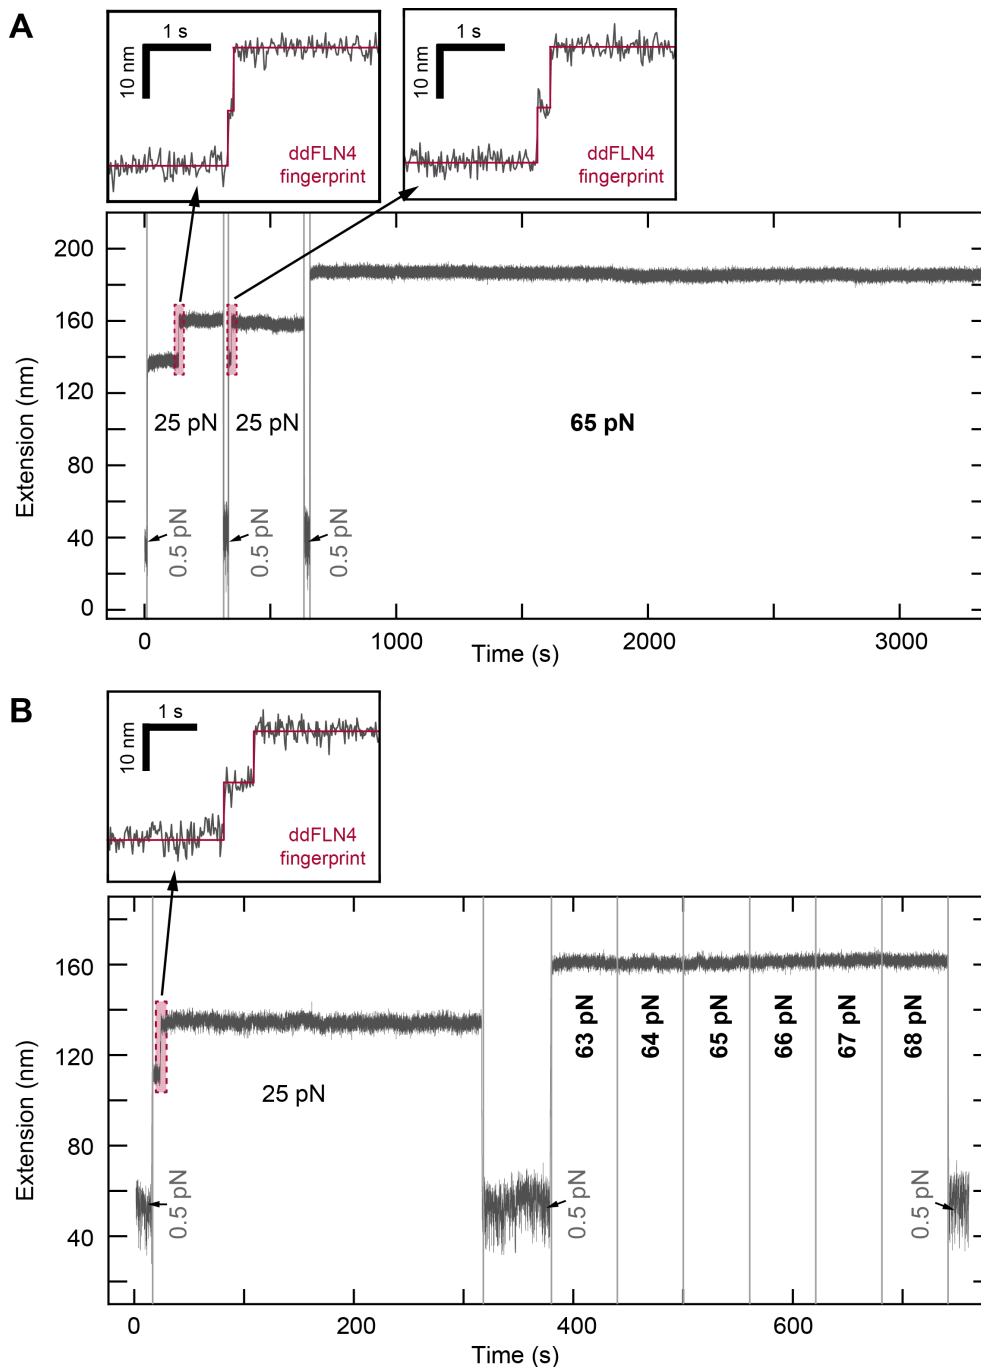 A
1 s
10 nm
ddFLN4
fingerprint
1 s
10 nm
ddFLN4
fingerprint
Extension (nm)
200
160
120
80
40
0
25 pN
25 pN
65 pN
0.5 pN
0.5 pN
0.5 pN
0
1000
2000
3000
Time (s)
B
1 s
10 nm
ddFLN4
fingerprint
Extension (nm)
160
120
80
40
25 pN
63 pN
64 pN
65 pN
66 pN
67 pN
68 pN
0.5 pN
0.5 pN
0.5 pN
0
200
400
600
Time (s)